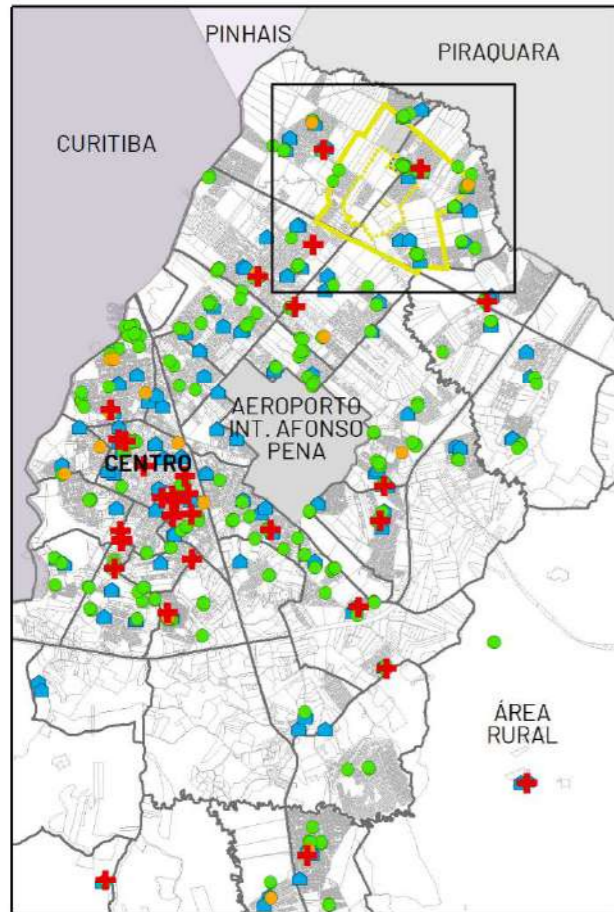 PINHAIS
PIRAQUARA
CURITIBA
AEROPORTO
INT. AFONSO
PENA
CENTRO
ÁREA
RURAL